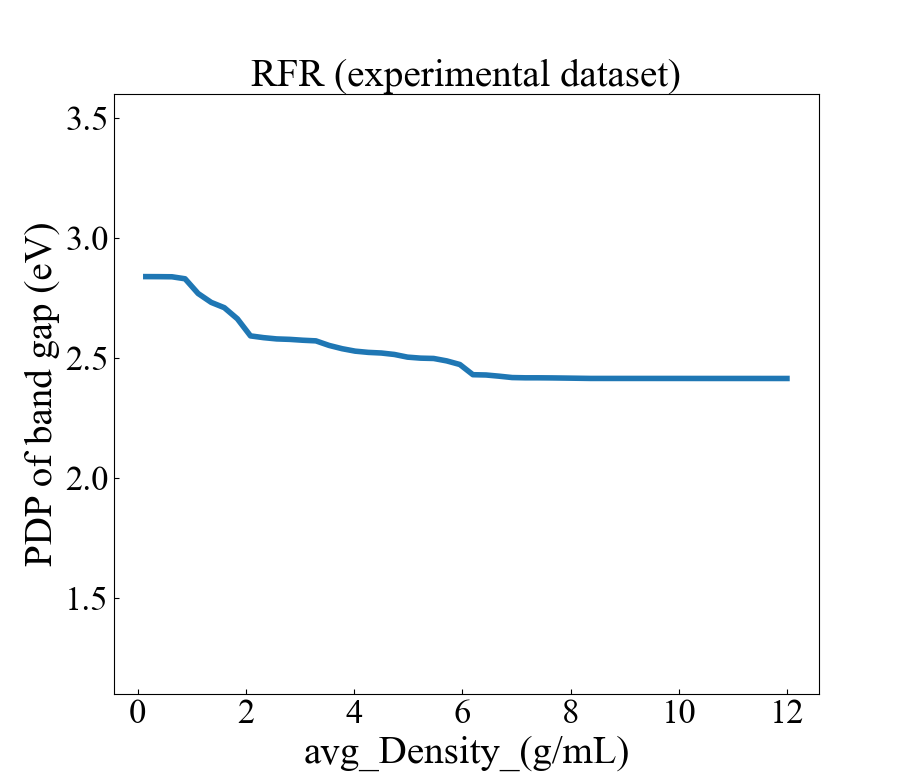 RFR (experimental dataset)
PDP of band gap (eV)
3.5
3.0
2.5
2.0
1.5
0 2 4 6 8 10 12
avg_Density_(g/mL)